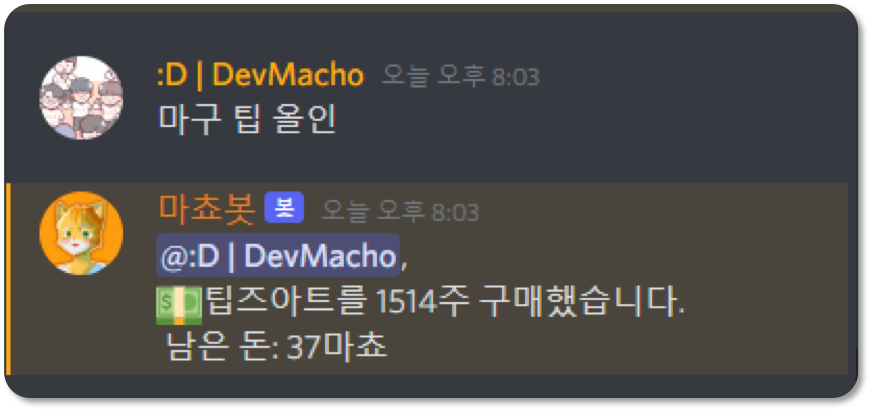 :D | DevMacho 오늘 오후 8:03
마구 팁 올인
마쵸봇 봇 오늘 오후 8:03
@:D | DevMacho,
💵팁즈아트를 1514주 구매했습니다.
남은 돈: 37마쵸